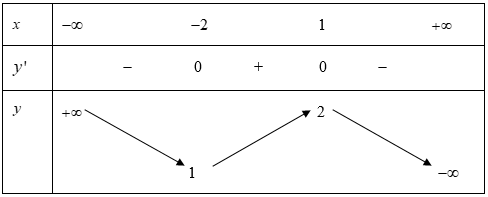 x −∞ −2 1 +∞
y' − 0 + 0 −
+∞ 2
y
1 −∞